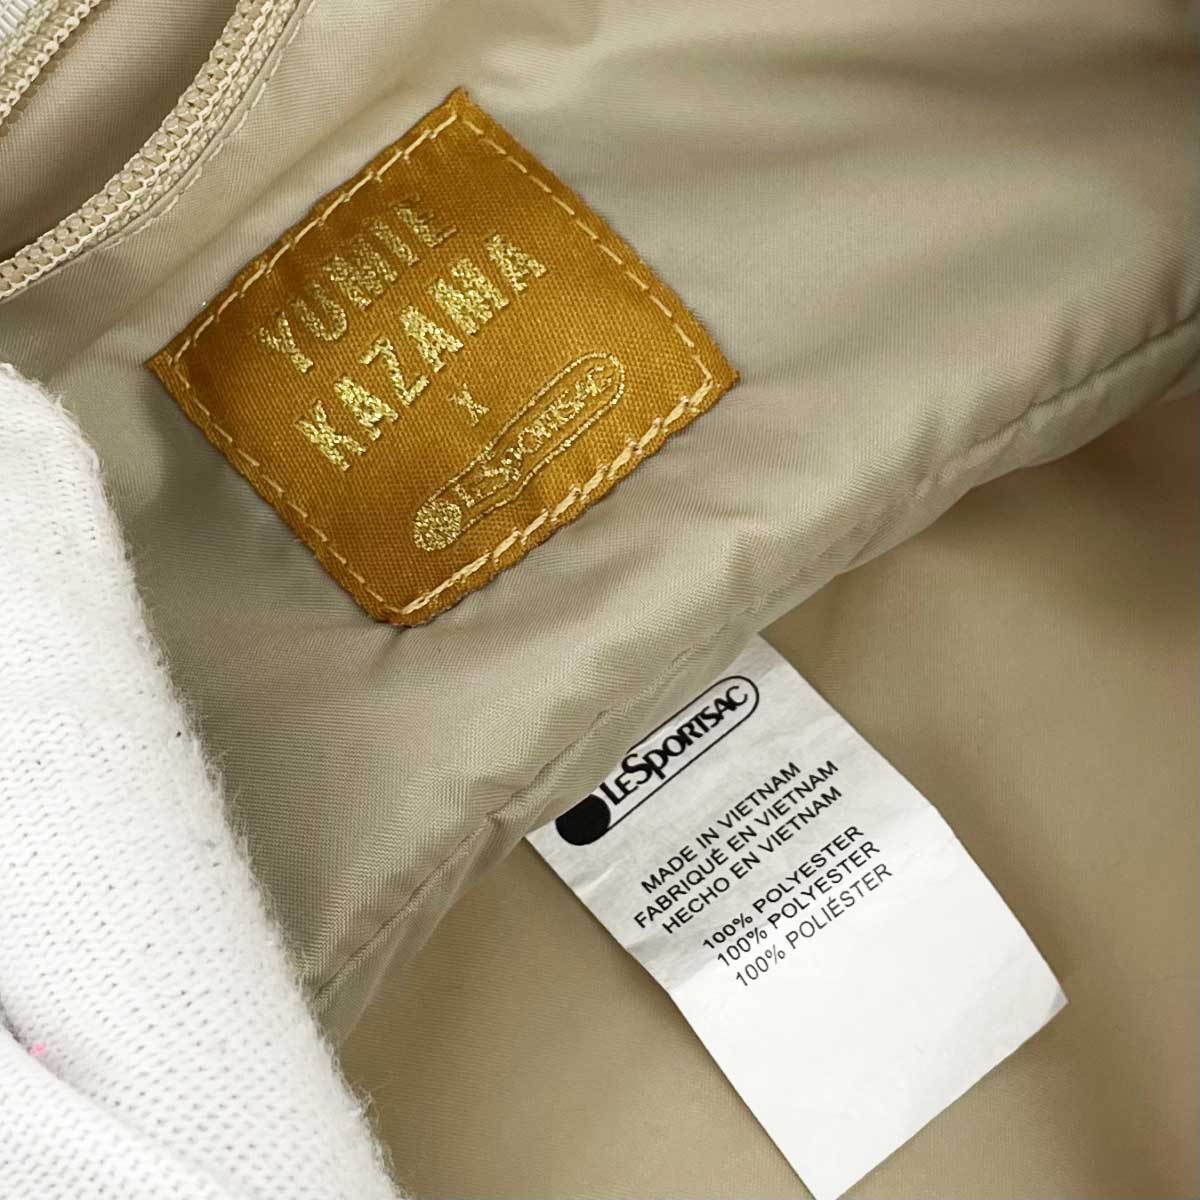 YUMIE
KAZAMA
X
LESPORTSAC
LESPORTSAC
MADE IN VIETNAM
FABRIQUÉ EN VIETNAM
HECHO EN VIETNAM
100% POLYESTER
100% POLYESTER
100% POLIÉSTER